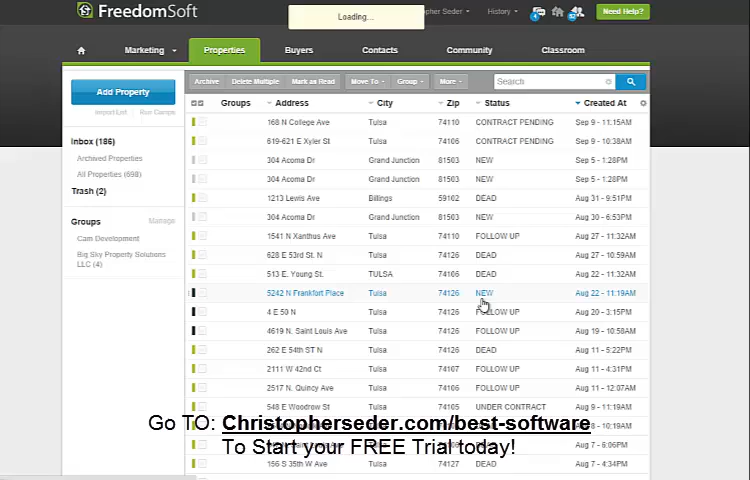 FreedomSoft
Loading...
pher Seder
History
Need Help?
Marketing
Properties
Buyers
Contacts
Community
Classroom
Add Property
Import List | Run Comps
Inbox (186)
Archived Properties
All Properties (698)
Trash (2)
Groups Manage
Cam Development
Big Sky Property Solutions
LLC (4)
Archive Delete Multiple Mark as Read Move To Group More Search
Groups Address City Zip Status Created At
168 N College Ave Tulsa 74110 CONTRACT PENDING Sep 9 - 11:15AM
619-621 E Xyler St Tulsa 74106 CONTRACT PENDING Sep 9 - 10:38AM
304 Acoma Dr Grand Junction 81503 NEW Sep 5 - 1:28PM
304 Acoma Dr Grand Junction 81503 NEW Sep 5 - 1:28PM
1213 Lewis Ave Billings 59102 DEAD Aug 31 - 9:51PM
304 Acoma Dr Grand Junction 81503 NEW Aug 30 - 6:53PM
1541 N Xanthus Ave Tulsa 74110 FOLLOW UP Aug 27 - 11:32AM
628 E 53rd St. N Tulsa 74126 DEAD Aug 27 - 10:59AM
513 E. Young St. TULSA 74106 DEAD Aug 22 - 11:32AM
5242 N Frankfort Place Tulsa 74126 NEW Aug 22 - 11:19AM
4 E 50 N Tulsa 74126 FOLLOW UP Aug 20 - 3:15PM
4619 N. Saint Louis Ave Tulsa 74126 FOLLOW UP Aug 19 - 10:58AM
262 E 54th ST N Tulsa 74126 DEAD Aug 11 - 5:22PM
2111 W 42nd Ct Tulsa 74107 FOLLOW UP Aug 11 - 4:31PM
2517 N. Quincy Ave Tulsa 74106 FOLLOW UP Aug 11 - 12:07AM
548 E Woodrow St Tulsa 74106 UNDER CONTRACT Aug 9 - 11:19AM
Go TO: Christopherseder.com/best-software
10:19AM
To Start your FREE Trial today!
Aug 7 - 6:06PM
156 S 35th W Ave Tulsa 74127 DEAD Aug 7 - 4:34PM